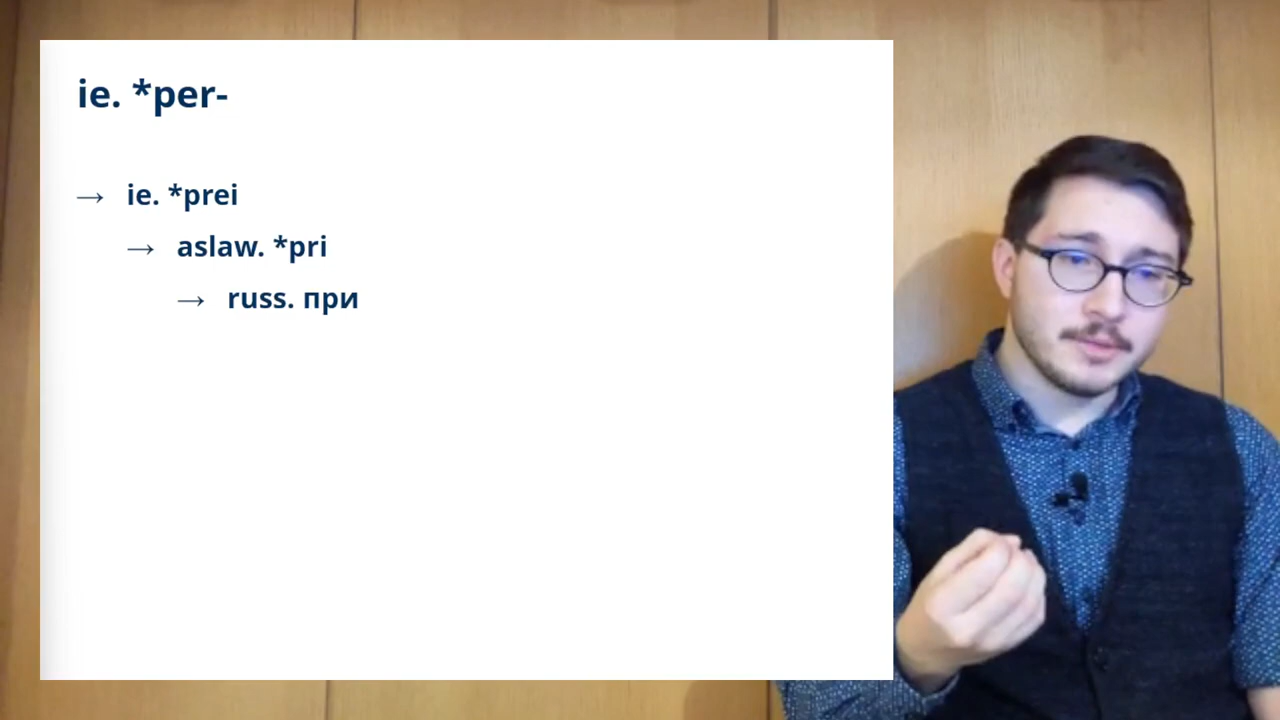 ie. *per-
→ ie. *prei
→ aslaw. *pri
→ russ. при